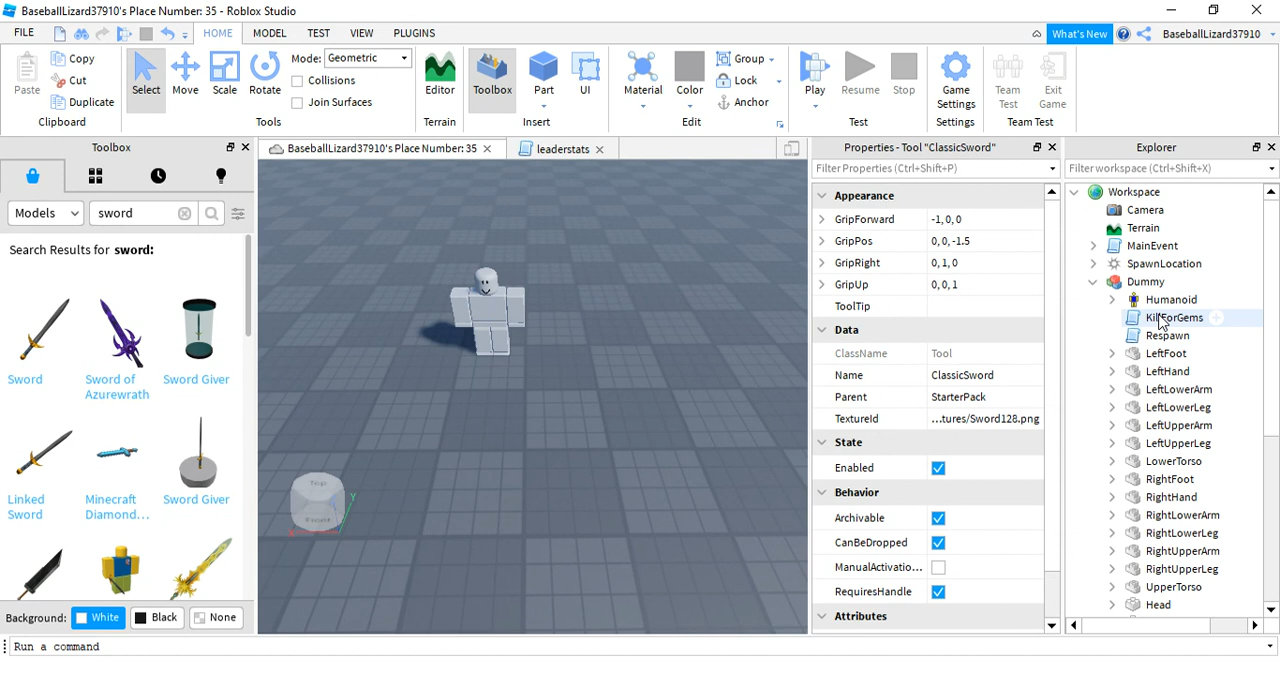 BaseballLizard37910's Place Number: 35 - Roblox Studio
FILE HOME MODEL TEST VIEW PLUGINS What's New BaseballLizard37910
Paste Copy Cut Duplicate Clipboard
Select Move Scale Rotate Mode: Geometric Collisions Join Surfaces Tools
Editor Terrain
Toolbox Part UI Insert
Material Color Group Lock Anchor Edit
Play Resume Stop Test
Game Settings Settings
Team Test Exit Game Team Test
Toolbox
Models sword
Search Results for sword:
Sword
Sword of Azurewrath
Sword Giver
Linked Sword
Minecraft Diamond...
Sword Giver
Background: White Black None
BaseballLizard37910's Place Number: 35
leaderstats
Top
Front
Y
Properties - Tool "ClassicSword"
Filter Properties (Ctrl+Shift+P)
Appearance
GripForward -1, 0, 0
GripPos 0, 0, -1.5
GripRight 0, 1, 0
GripUp 0, 0, 1
ToolTip
Data
ClassName Tool
Name ClassicSword
Parent StarterPack
TextureId ...tures/Sword128.png
State
Enabled
Behavior
Archivable
CanBeDropped
ManualActivatio...
RequiresHandle
Attributes
Explorer
Filter workspace (Ctrl+Shift+X)
Workspace
Camera
Terrain
MainEvent
SpawnLocation
Dummy
Humanoid
KillForGems
Respawn
LeftFoot
LeftHand
LeftLowerArm
LeftLowerLeg
LeftUpperArm
LeftUpperLeg
LowerTorso
RightFoot
RightHand
RightLowerArm
RightLowerLeg
RightUpperArm
RightUpperLeg
UpperTorso
Head
Run a command